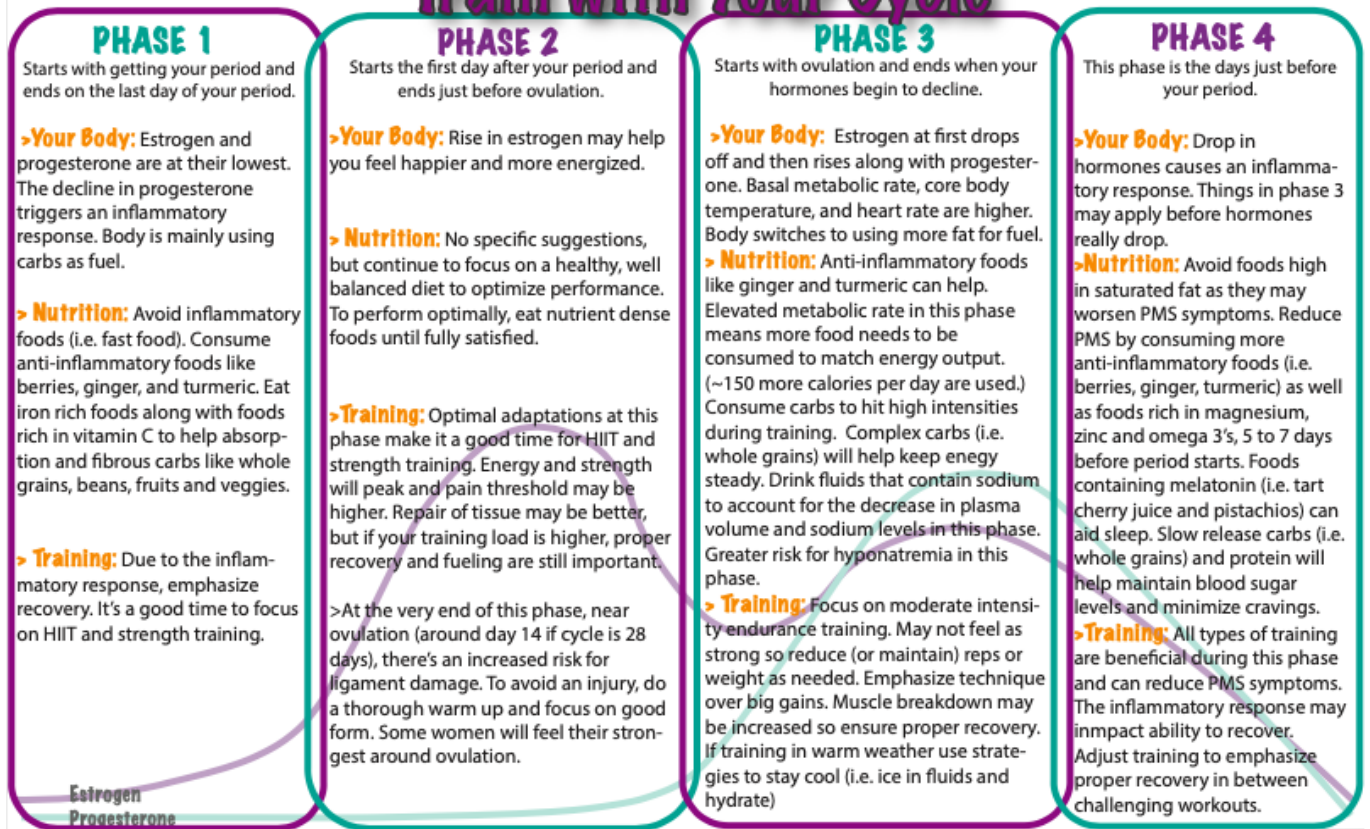 Train with Your Cycle
PHASE 1
Starts with getting your period and
ends on the last day of your period.
>Your Body: Estrogen and
progesterone are at their lowest.
The decline in progesterone
triggers an inflammatory
response. Body is mainly using
carbs as fuel.
> Nutrition: Avoid inflammatory
foods (i.e. fast food). Consume
anti-inflammatory foods like
berries, ginger, and turmeric. Eat
iron rich foods along with foods
rich in vitamin C to help absorp-
tion and fibrous carbs like whole
grains, beans, fruits and veggies.
> Training: Due to the inflam-
matory response, emphasize
recovery. It's a good time to focus
on HIIT and strength training.
Estrogen
Progesterone
PHASE 2
Starts the first day after your period and
ends just before ovulation.
>Your Body: Rise in estrogen may help
you feel happier and more energized.
> Nutrition: No specific suggestions,
but continue to focus on a healthy, well
balanced diet to optimize performance.
To perform optimally, eat nutrient dense
foods until fully satisfied.
>Training: Optimal adaptations at this
phase make it a good time for HIIT and
strength training. Energy and strength
will peak and pain threshold may be
higher. Repair of tissue may be better,
but if your training load is higher, proper
recovery and fueling are still important.
>At the very end of this phase, near
ovulation (around day 14 if cycle is 28
days), there's an increased risk for
ligament damage. To avoid an injury, do
a thorough warm up and focus on good
form. Some women will feel their stron-
gest around ovulation.
PHASE 3
Starts with ovulation and ends when your
hormones begin to decline.
>Your Body: Estrogen at first drops
off and then rises along with progester-
one. Basal metabolic rate, core body
temperature, and heart rate are higher.
Body switches to using more fat for fuel.
> Nutrition: Anti-inflammatory foods
like ginger and turmeric can help.
Elevated metabolic rate in this phase
means more food needs to be
consumed to match energy output.
(~150 more calories per day are used.)
Consume carbs to hit high intensities
during training. Complex carbs (i.e.
whole grains) will help keep enegy
steady. Drink fluids that contain sodium
to account for the decrease in plasma
volume and sodium levels in this phase.
Greater risk for hyponatremia in this
phase.
> Training: Focus on moderate intensi-
ty endurance training. May not feel as
strong so reduce (or maintain) reps or
weight as needed. Emphasize technique
over big gains. Muscle breakdown may
be increased so ensure proper recovery.
If training in warm weather use strate-
gies to stay cool (i.e. ice in fluids and
hydrate)
PHASE 4
This phase is the days just before
your period.
>Your Body: Drop in
hormones causes an inflamma-
tory response. Things in phase 3
may apply before hormones
really drop.
>Nutrition: Avoid foods high
in saturated fat as they may
worsen PMS symptoms. Reduce
PMS by consuming more
anti-inflammatory foods (i.e.
berries, ginger, turmeric) as well
as foods rich in magnesium,
zinc and omega 3's, 5 to 7 days
before period starts. Foods
containing melatonin (i.e. tart
cherry juice and pistachios) can
aid sleep. Slow release carbs (i.e.
whole grains) and protein will
help maintain blood sugar
levels and minimize cravings.
>Training: All types of training
are beneficial during this phase
and can reduce PMS symptoms.
The inflammatory response may
inmpact ability to recover.
Adjust training to emphasize
proper recovery in between
challenging workouts.